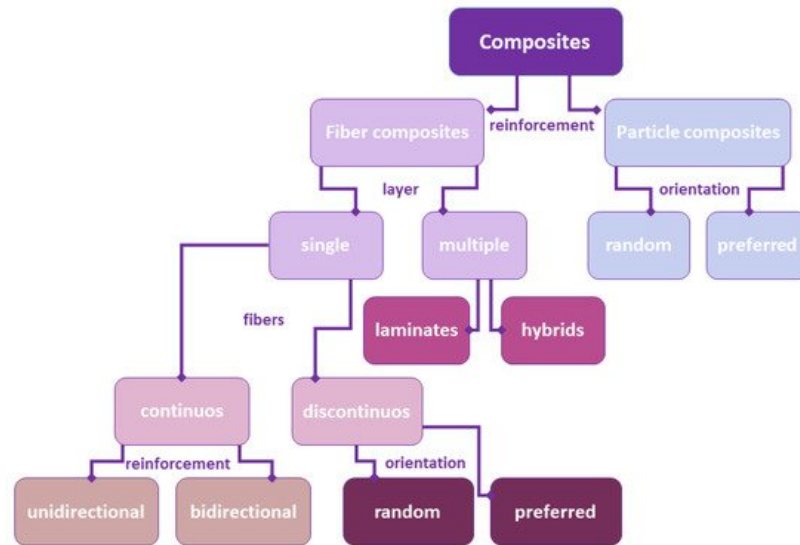 Composites
Fiber composites
reinforcement
Particle composites
layer
orientation
single
multiple
random
preferred
fibers
laminates
hybrids
continuos
discontinuos
reinforcement
orientation
unidirectional
bidirectional
random
preferred